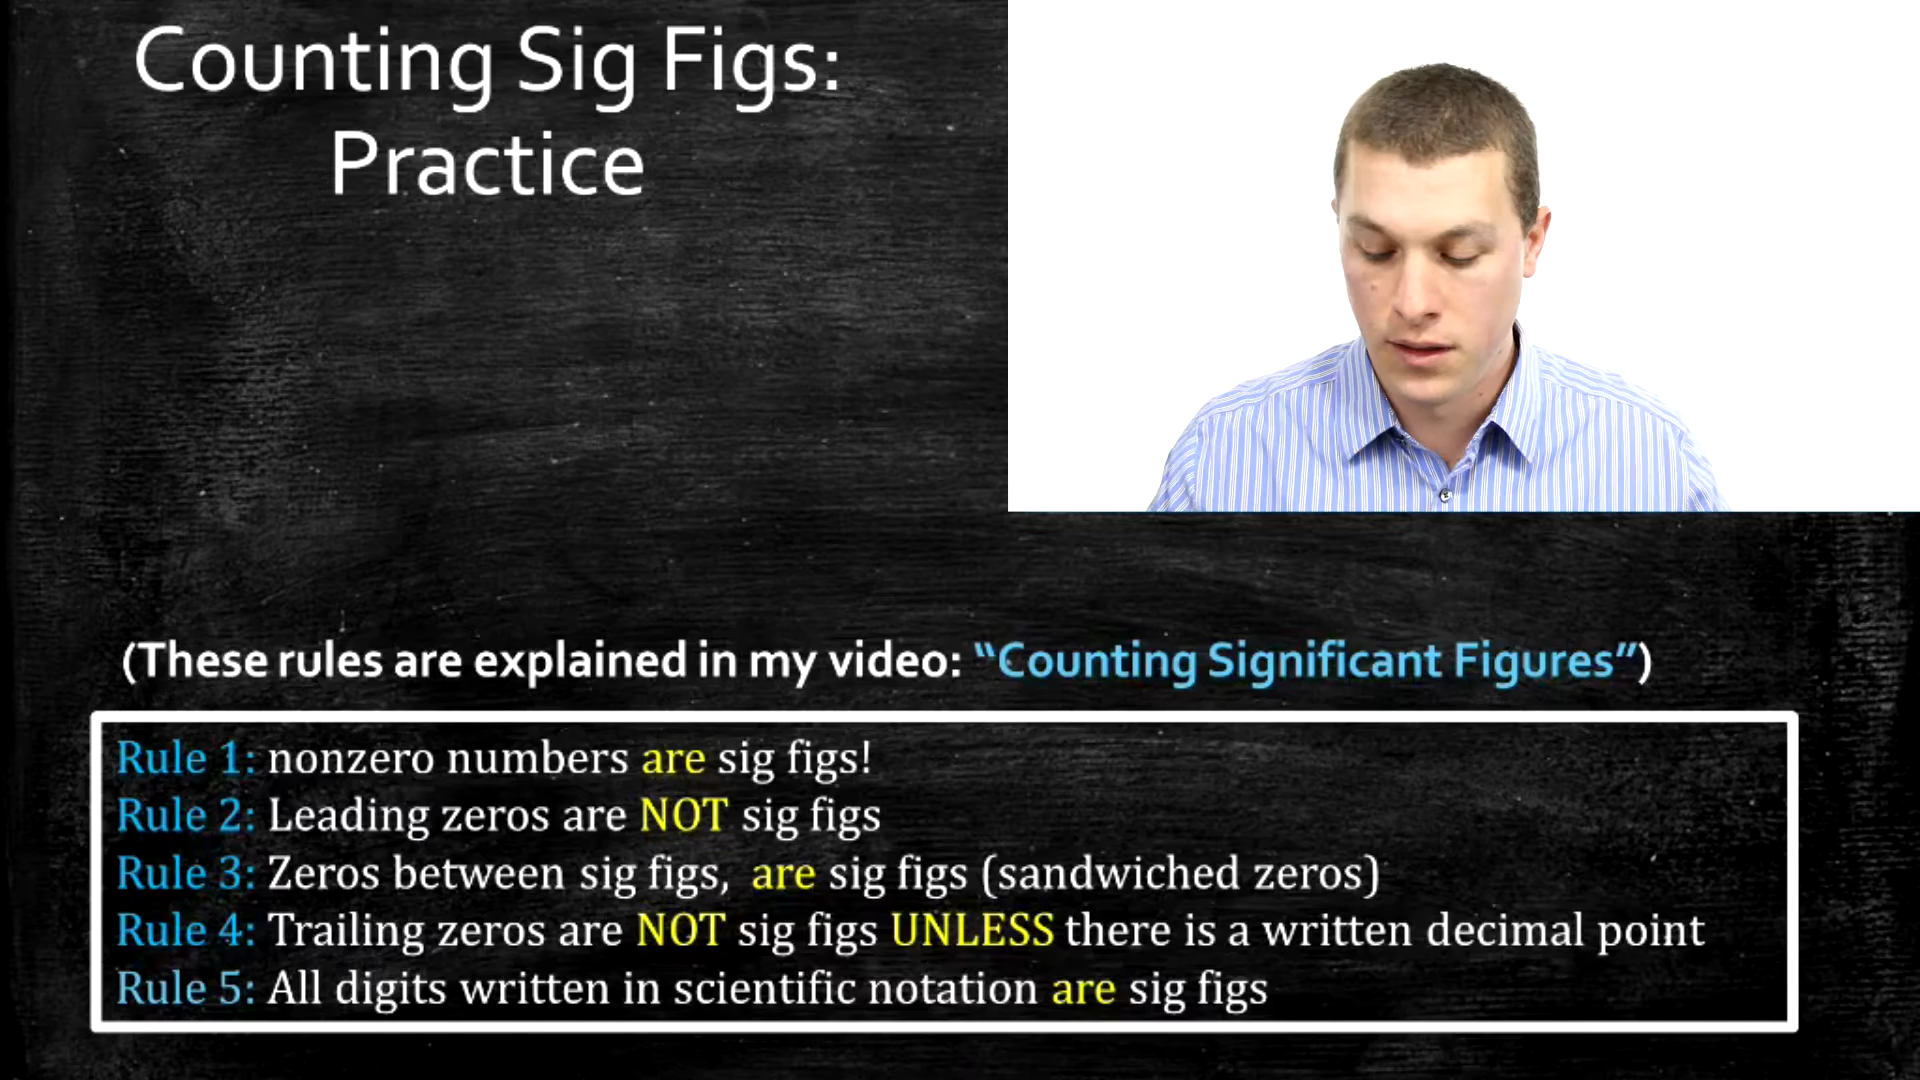 Counting Sig Figs:
Practice
(These rules are explained in my video: “Counting Significant Figures”)
Rule 1: nonzero numbers are sig figs!
Rule 2: Leading zeros are NOT sig figs
Rule 3: Zeros between sig figs, are sig figs (sandwiched zeros)
Rule 4: Trailing zeros are NOT sig figs UNLESS there is a written decimal point
Rule 5: All digits written in scientific notation are sig figs